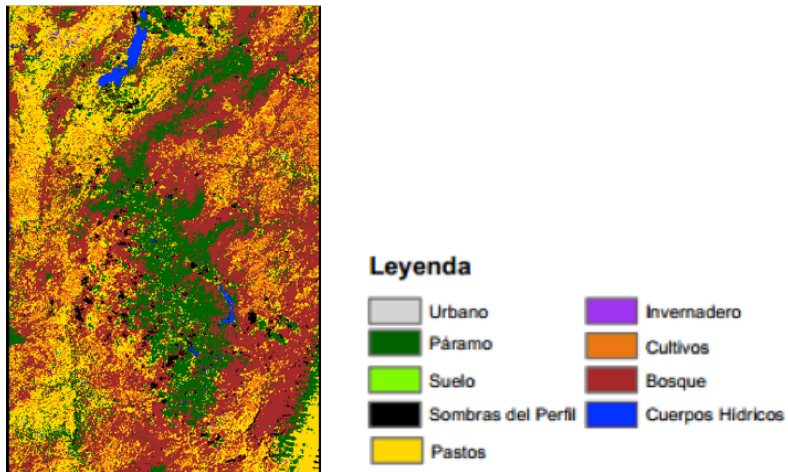 Leyenda
Urbano
Invernadero
Páramo
Cultivos
Suelo
Bosque
Sombras del Perfil
Cuerpos Hídricos
Pastos